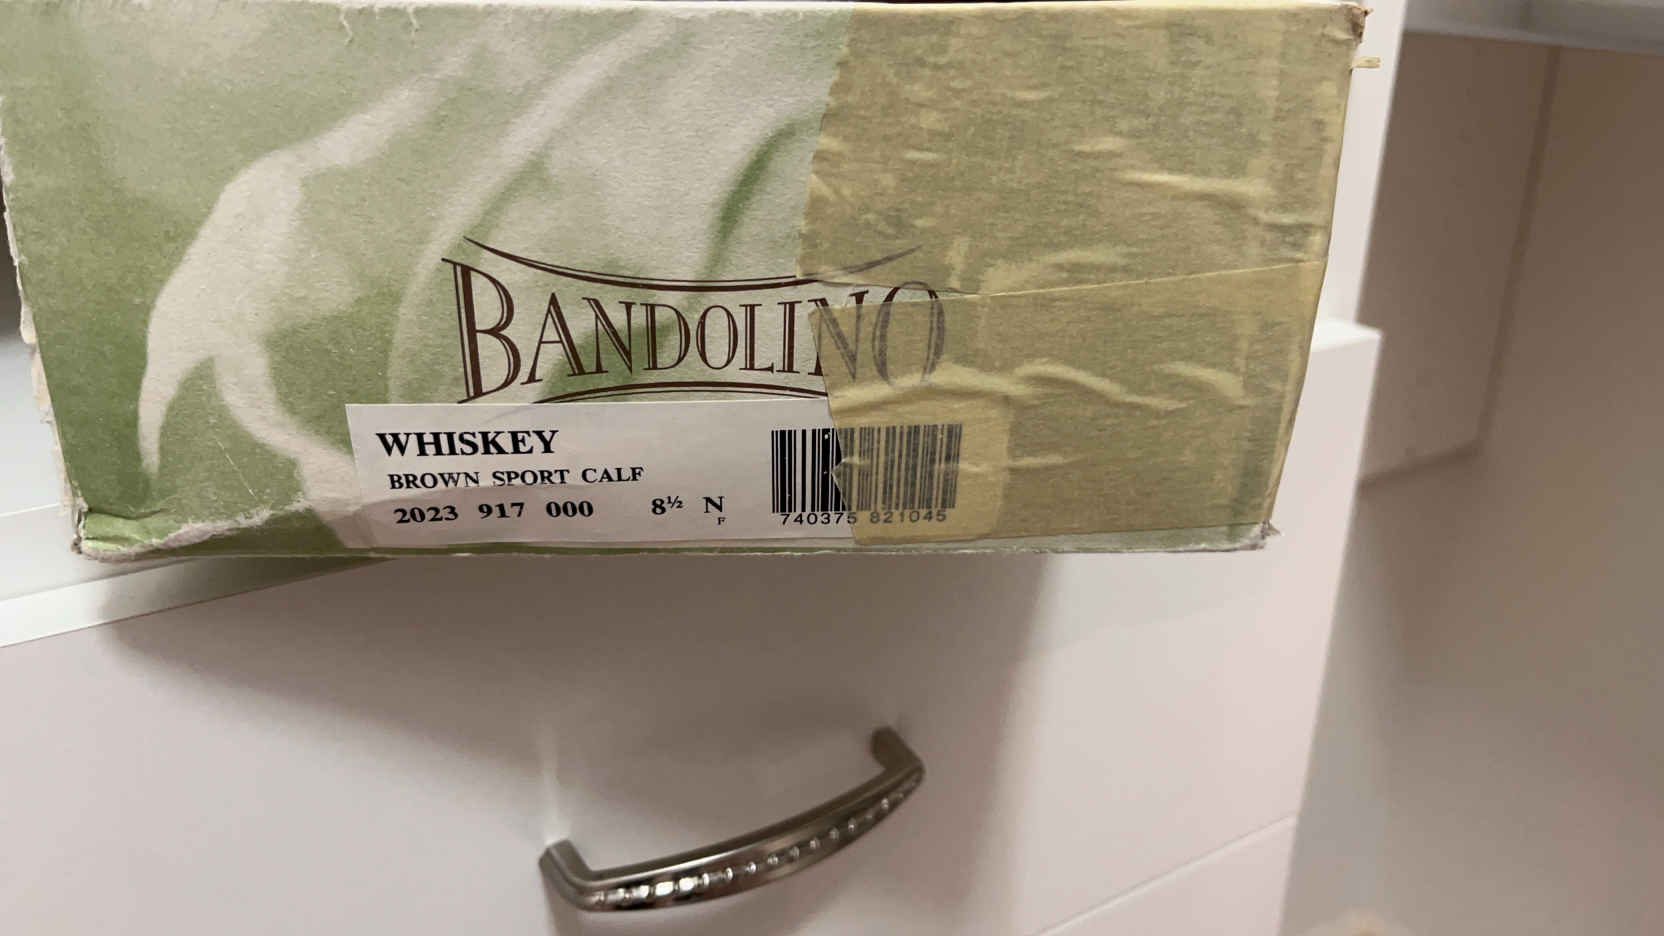 BANDOLINO
WHISKEY
BROWN SPORT CALF
2023 917 000 8½ N
F
740375 821045